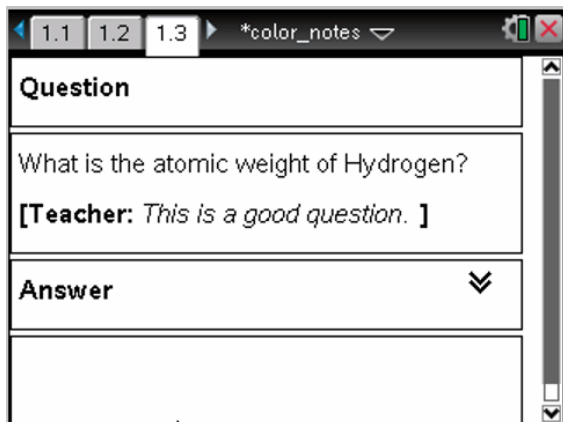 1.1 1.2 1.3 *color_notes
Question
What is the atomic weight of Hydrogen?
[Teacher: This is a good question. ]
Answer